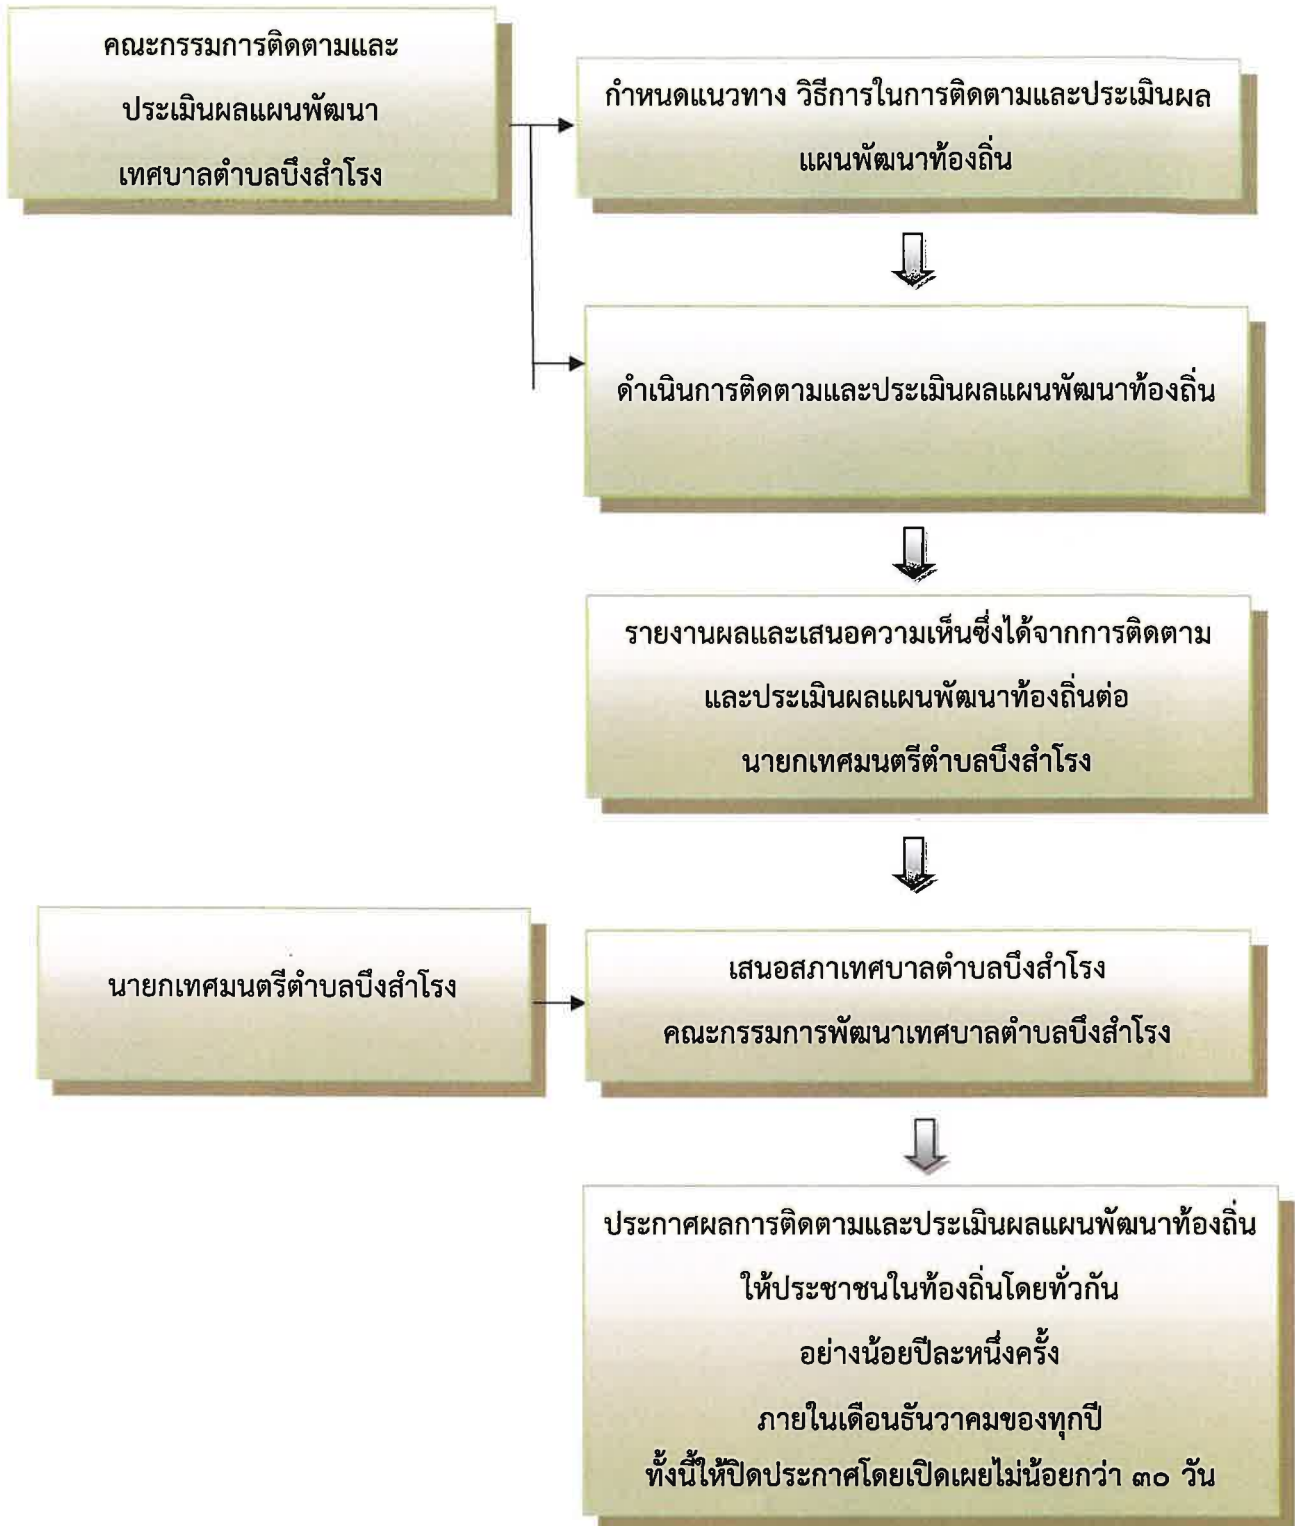 คณะกรรมการติดตามและ
ประเมินผลแผนพัฒนา
เทศบาลตำบลบึงสำโรง
กำหนดแนวทาง วิธีการในการติดตามและประเมินผล
แผนพัฒนาท้องถิ่น
ดำเนินการติดตามและประเมินผลแผนพัฒนาท้องถิ่น
รายงานผลและเสนอความเห็นซึ่งได้จากการติดตาม
และประเมินผลแผนพัฒนาท้องถิ่นต่อ
นายกเทศมนตรีตำบลบึงสำโรง
นายกเทศมนตรีตำบลบึงสำโรง
เสนอสภาเทศบาลตำบลบึงสำโรง
คณะกรรมการพัฒนาเทศบาลตำบลบึงสำโรง
ประกาศผลการติดตามและประเมินผลแผนพัฒนาท้องถิ่น
ให้ประชาชนในท้องถิ่นโดยทั่วกัน
อย่างน้อยปีละหนึ่งครั้ง
ภายในเดือนธันวาคมของทุกปี
ทั้งนี้ให้ปิดประกาศโดยเปิดเผยไม่น้อยกว่า ๓๐ วัน